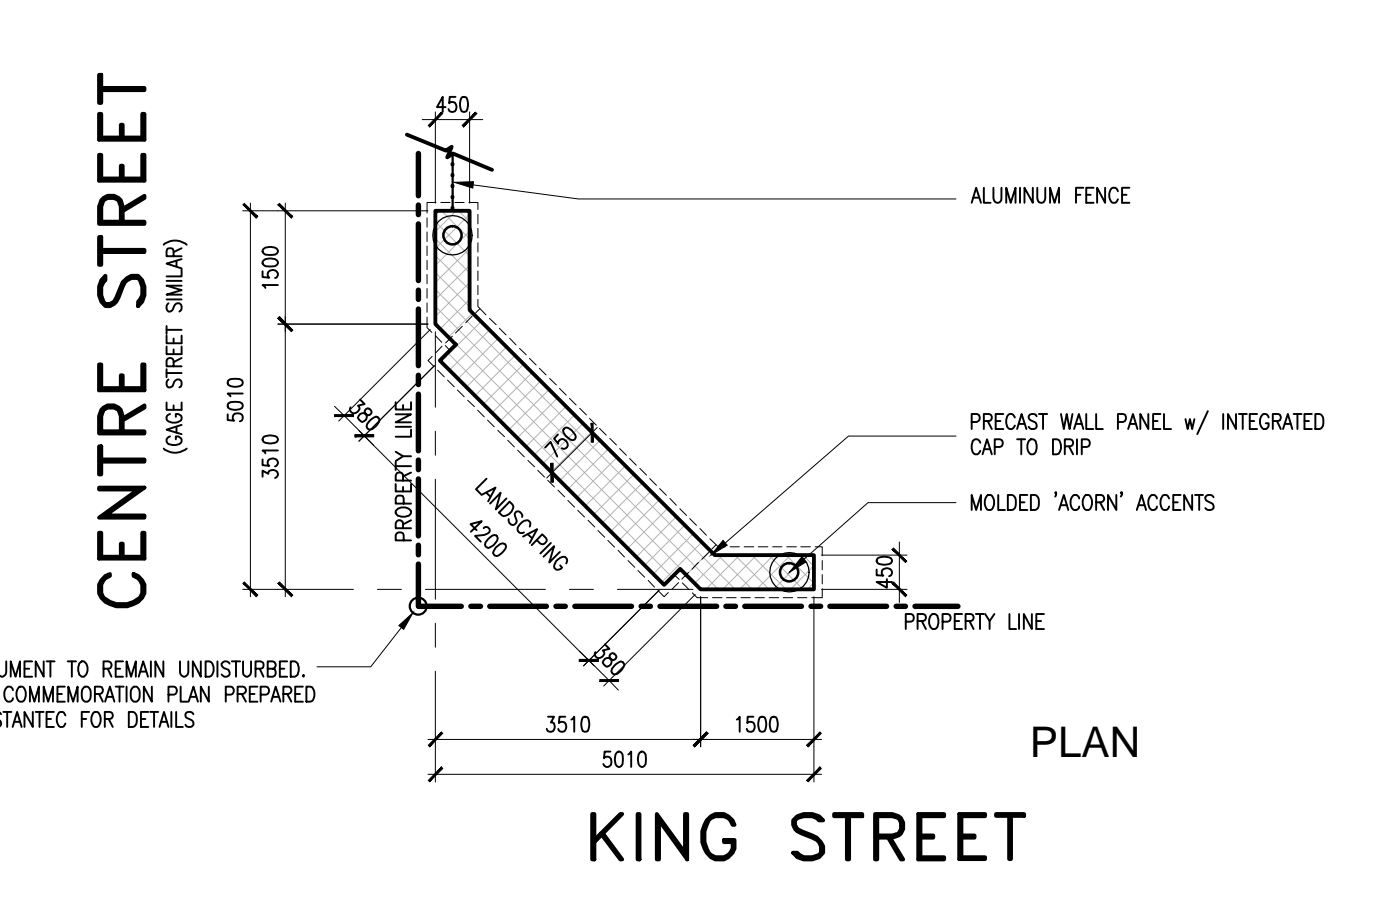 450
ALUMINUM FENCE
CENTRE STREET
(GAGE STREET SIMILAR)
1500
5010
3510
380
PROPERTY LINE
750
LANDSCAPING
4200
PRECAST WALL PANEL w/ INTEGRATED
CAP TO DRIP
MOLDED 'ACORN' ACCENTS
450
PROPERTY LINE
TO REMAIN UNDISTURBED.
COMMEMORATION PLAN PREPARED
FOR DETAILS
380
3510
1500
5010
PLAN
KING STREET